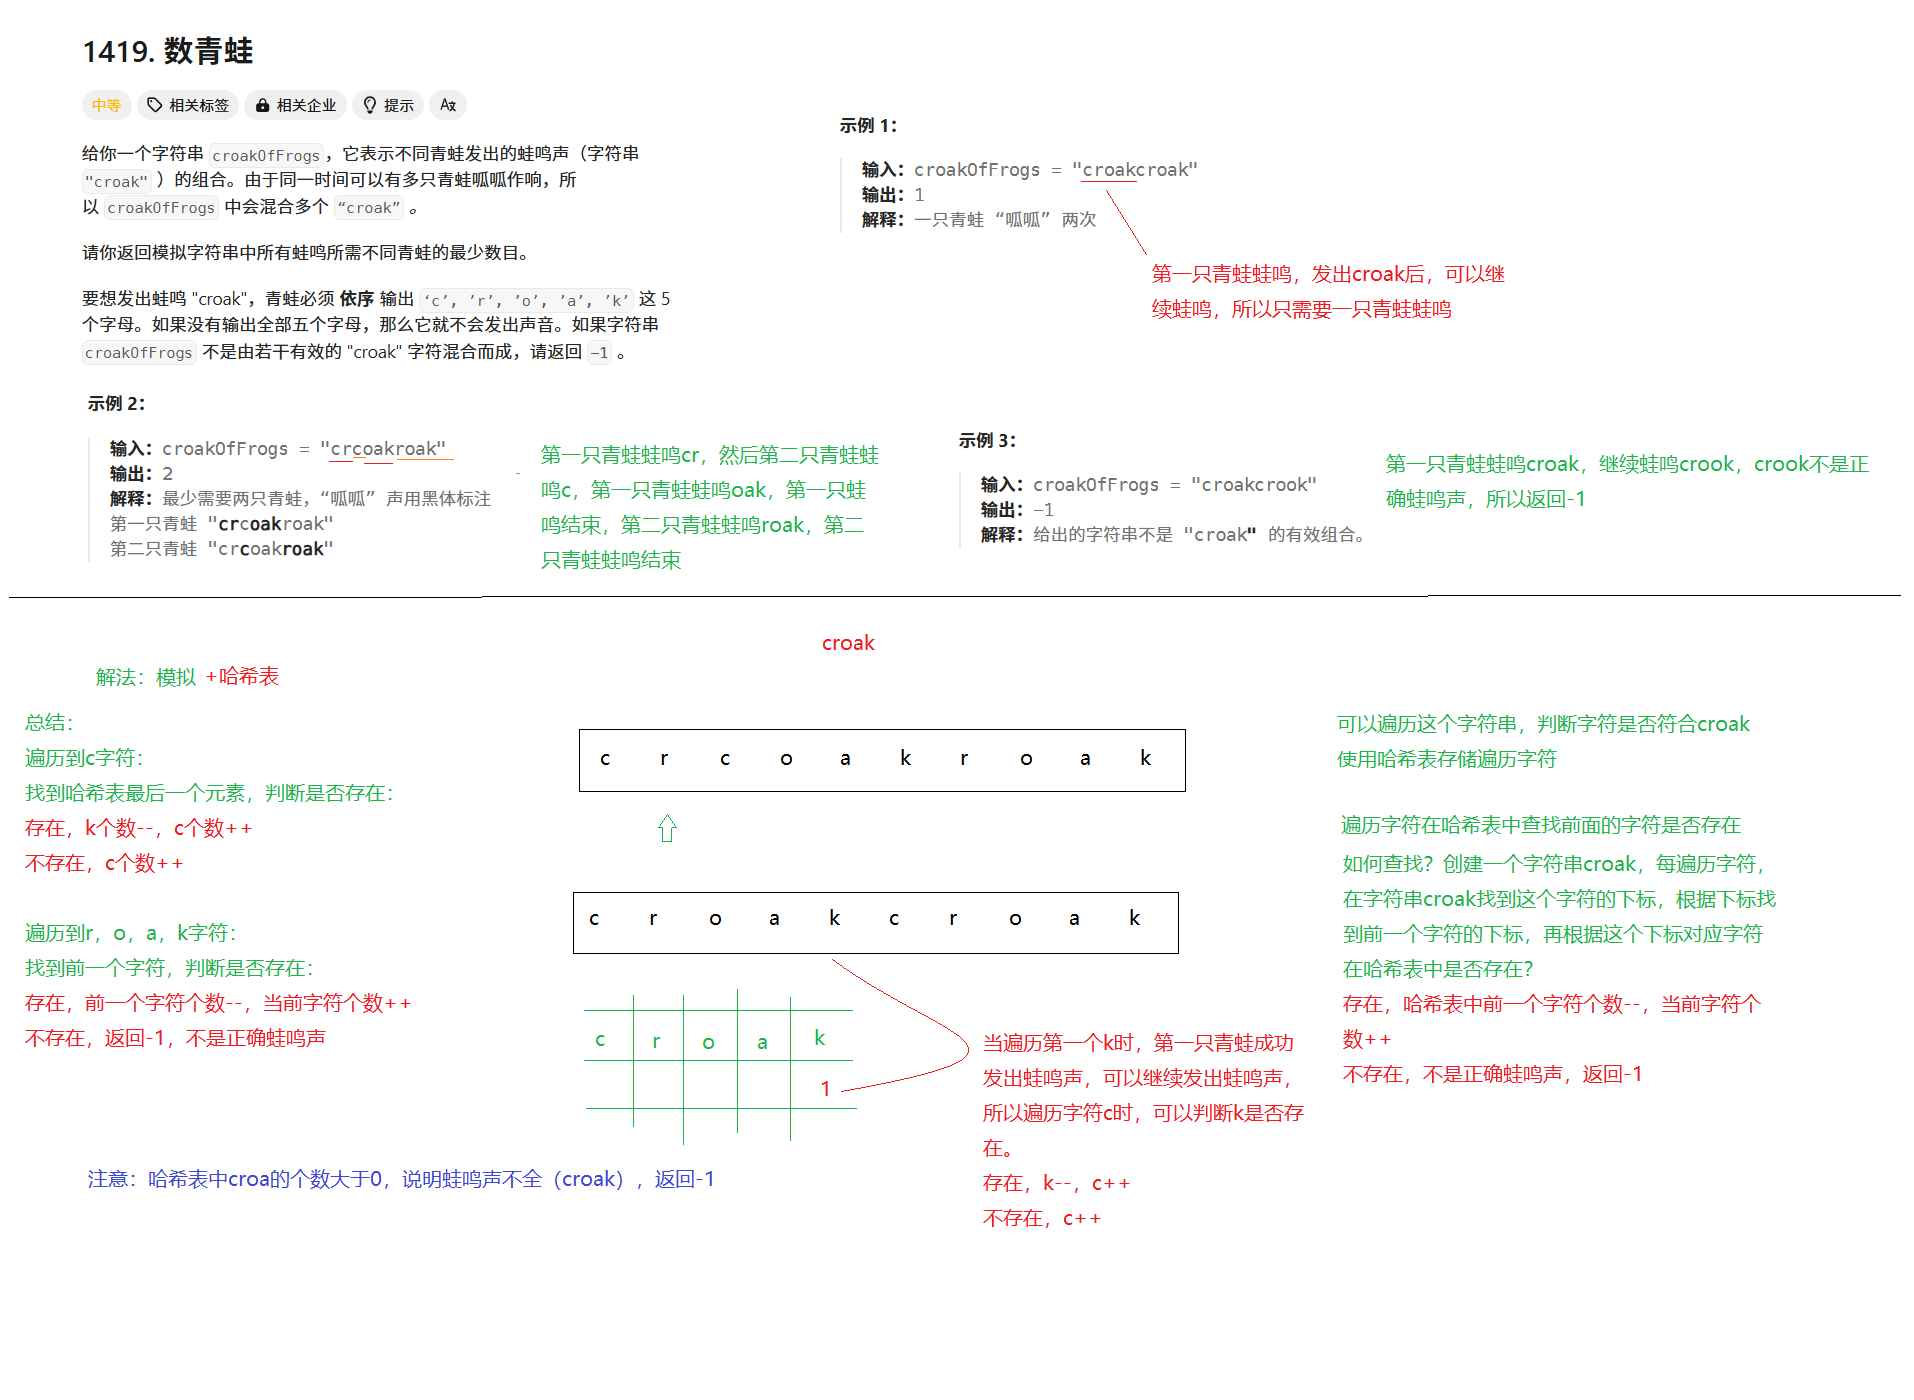 1419. 数青蛙
中等 相关标签 相关企业 提示
给你一个字符串 croakOfFrogs，它表示不同青蛙发出的蛙鸣声（字符串
"croak" ）的组合。由于同一时间可以有多只青蛙呱呱作响，所
以 croakOfFrogs 中会混合多个 “croak” 。
请你返回模拟字符串中所有蛙鸣所需不同青蛙的最少数目。
要想发出蛙鸣 "croak"，青蛙必须 依序 输出 ‘c’, ’r’, ’o’, ’a’, ’k’ 这 5
个字母。如果没有输出全部五个字母，那么它就不会发出声音。如果字符串
croakOfFrogs 不是由若干有效的 "croak" 字符混合而成，请返回 -1 。
示例 1：
输入：croakOfFrogs = "croakcroak"
输出：1
解释：一只青蛙 “呱呱” 两次
第一只青蛙蛙鸣，发出croak后，可以继
续蛙鸣，所以只需要一只青蛙蛙鸣
示例 2：
输入：croakOfFrogs = "crcoakroak"
输出：2
解释：最少需要两只青蛙，“呱呱” 声用黑体标注
第一只青蛙 "crcoakroak"
第二只青蛙 "crcoakroak"
第一只青蛙蛙鸣cr，然后第二只青蛙蛙
鸣c，第一只青蛙蛙鸣oak，第一只蛙
鸣结束，第二只青蛙蛙鸣roak，第二
只青蛙蛙鸣结束
示例 3：
输入：croakOfFrogs = "croakcrook"
输出：-1
解释：给出的字符串不是 "croak" 的有效组合。
第一只青蛙蛙鸣croak，继续蛙鸣crook，crook不是正
确蛙鸣声，所以返回-1
croak
解法：模拟 +哈希表
总结：
遍历到c字符：
找到哈希表最后一个元素，判断是否存在：
存在，k个数--，c个数++
不存在，c个数++
遍历到r，o，a，k字符：
找到前一个字符，判断是否存在：
存在，前一个字符个数--，当前字符个数++
不存在，返回-1，不是正确蛙鸣声
c r c o a k r o a k
c r o a k c r o a k
c r o a k
1
当遍历第一个k时，第一只青蛙成功
发出蛙鸣声，可以继续发出蛙鸣声，
所以遍历字符c时，可以判断k是否存
在。
存在，k--，c++
不存在，c++
可以遍历这个字符串，判断字符是否符合croak
使用哈希表存储遍历字符
遍历字符在哈希表中查找前面的字符是否存在
如何查找？创建一个字符串croak，每遍历字符，
在字符串croak找到这个字符的下标，根据下标找
到前一个字符的下标，再根据这个下标对应字符
在哈希表中是否存在？
存在，哈希表中前一个字符个数--，当前字符个
数++
不存在，不是正确蛙鸣声，返回-1
注意：哈希表中croa的个数大于0，说明蛙鸣声不全（croak），返回-1